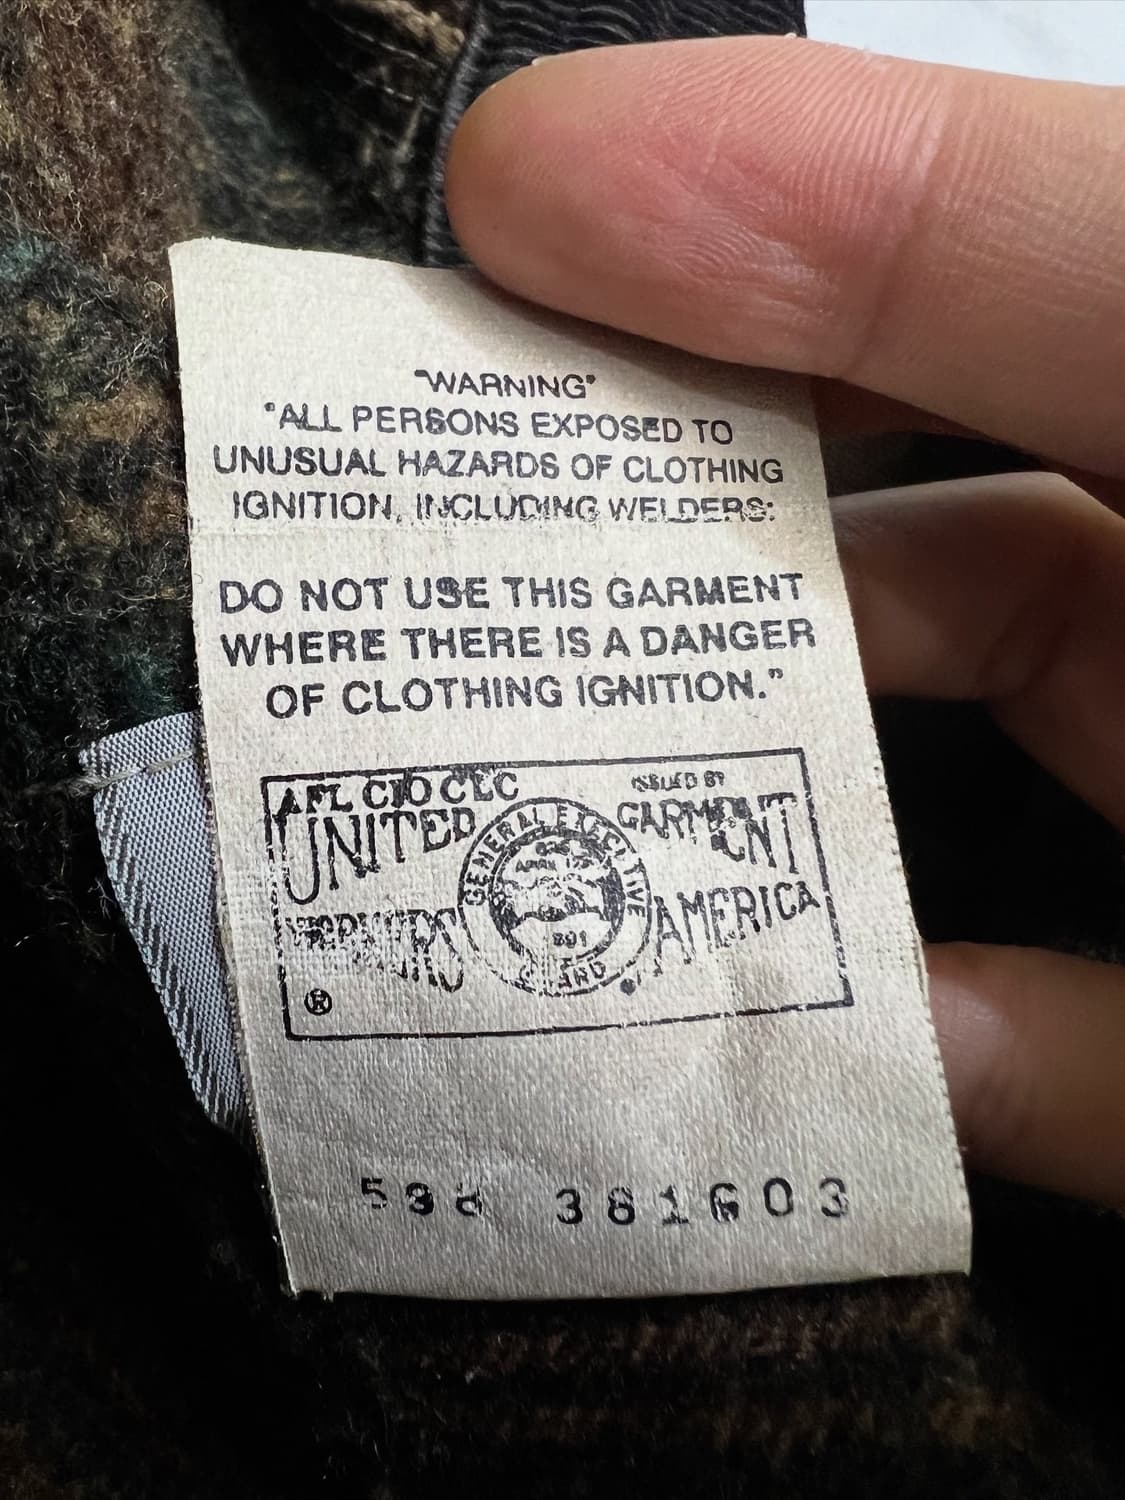 "WARNING"
"ALL PERSONS EXPOSED TO
UNUSUAL HAZARDS OF CLOTHING
IGNITION, INCLUDING WELDERS:
DO NOT USE THIS GARMENT
WHERE THERE IS A DANGER
OF CLOTHING IGNITION."
AFL CIO CLC
ISSUED BY
UNITED
GARMENT
WORKERS
AMERICA
GENERAL EXECUTIVE
®
381603